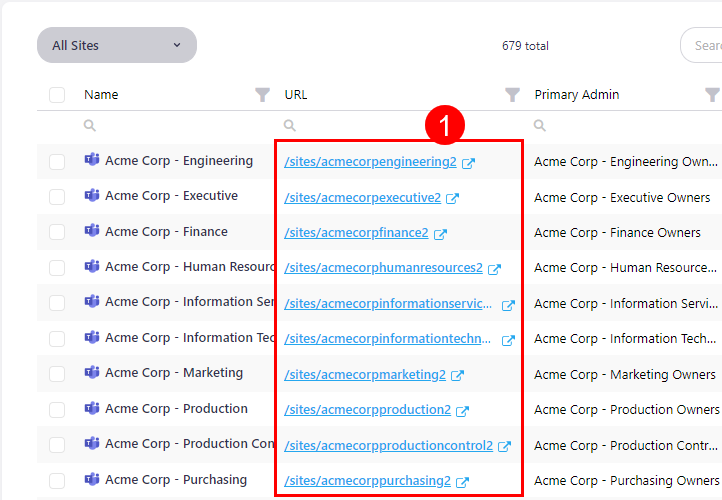 All Sites 679 total Sear
Name URL Primary Admin
1
Acme Corp - Engineering /sites/acmecorpengineering2 Acme Corp - Engineering Own...
Acme Corp - Executive /sites/acmecorpexecutive2 Acme Corp - Executive Owners
Acme Corp - Finance /sites/acmecorpfinance2 Acme Corp - Finance Owners
Acme Corp - Human Resourc /sites/acmecorphumanresources2 Acme Corp - Human Resource...
Acme Corp - Information Ser /sites/acmecorpinformationservic... Acme Corp - Information Servi...
Acme Corp - Information Tec /sites/acmecorpinformationtechn... Acme Corp - Information Tech...
Acme Corp - Marketing /sites/acmecorpmarketing2 Acme Corp - Marketing Owners
Acme Corp - Production /sites/acmecorpproduction2 Acme Corp - Production Owners
Acme Corp - Production Con /sites/acmecorpproductioncontrol2 Acme Corp - Production Contr...
Acme Corp - Purchasing /sites/acmecorppurchasing2 Acme Corp - Purchasing Owners